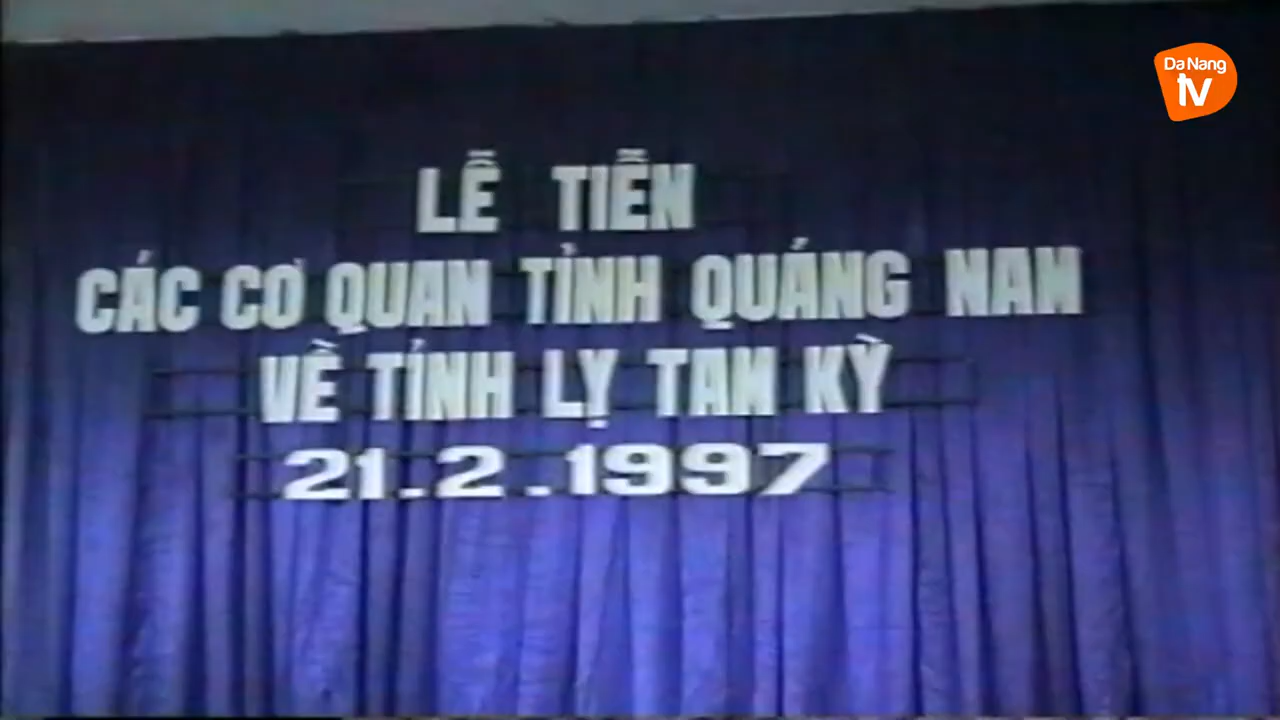 Da Nang
tv
LỄ TIỄN
CÁC CƠ QUAN TỈNH QUẢNG NAM
VỀ TỈNH LỴ TAM KỲ
21.2.1997